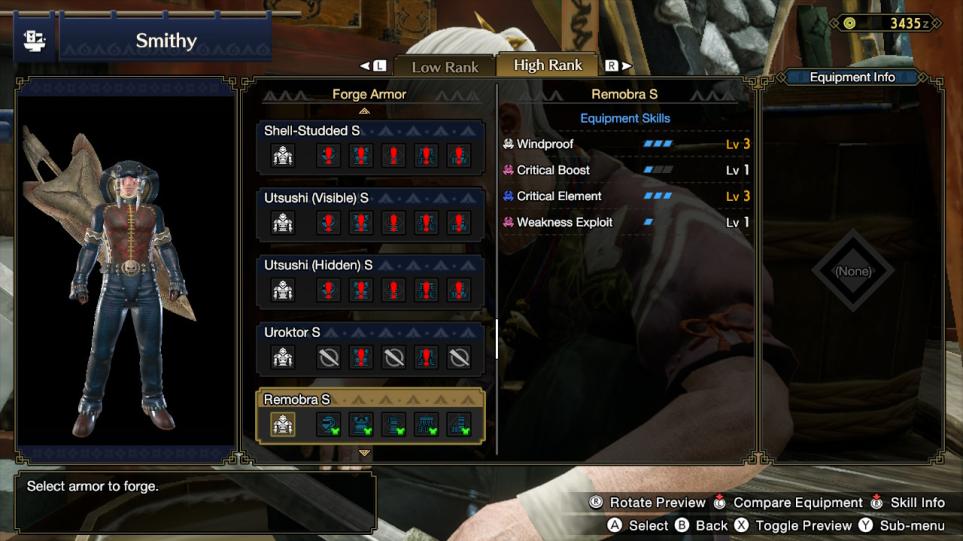 Smithy
3435z
L Low Rank High Rank R
Forge Armor
Shell-Studded S
Utsushi (Visible) S
Utsushi (Hidden) S
Uroktor S
Remobra S
Remobra S
Equipment Skills
Windproof Lv 3
Critical Boost Lv 1
Critical Element Lv 3
Weakness Exploit Lv 1
Equipment Info
(None)
Select armor to forge.
R Rotate Preview Compare Equipment Skill Info
A Select B Back X Toggle Preview Y Sub-menu